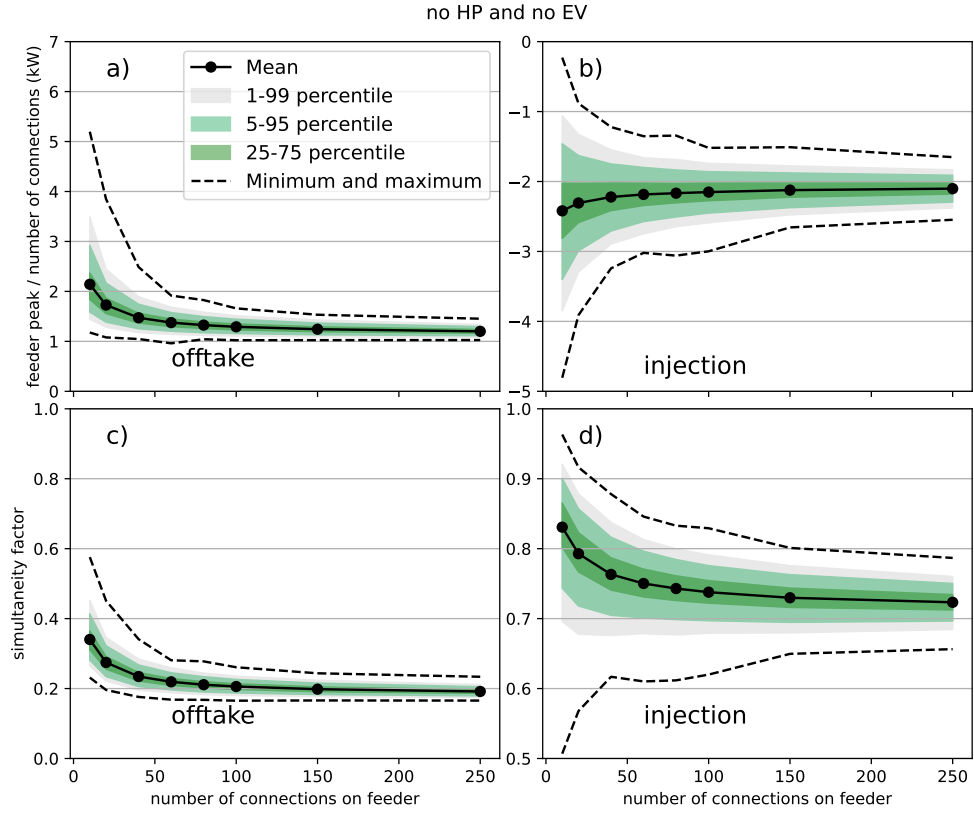 no HP and no EV
feeder peak / number of connections (kW)
7
6
5
4
3
2
1
0
a)
Mean
1-99 percentile
5-95 percentile
25-75 percentile
Minimum and maximum
offtake
0
−1
−2
−3
−4
−5
b)
injection
simultaneity factor
1.0
0.8
0.6
0.4
0.2
0.0
c)
offtake
0 50 100 150 200 250
number of connections on feeder
1.0
0.9
0.8
0.7
0.6
0.5
d)
injection
0 50 100 150 200 250
number of connections on feeder